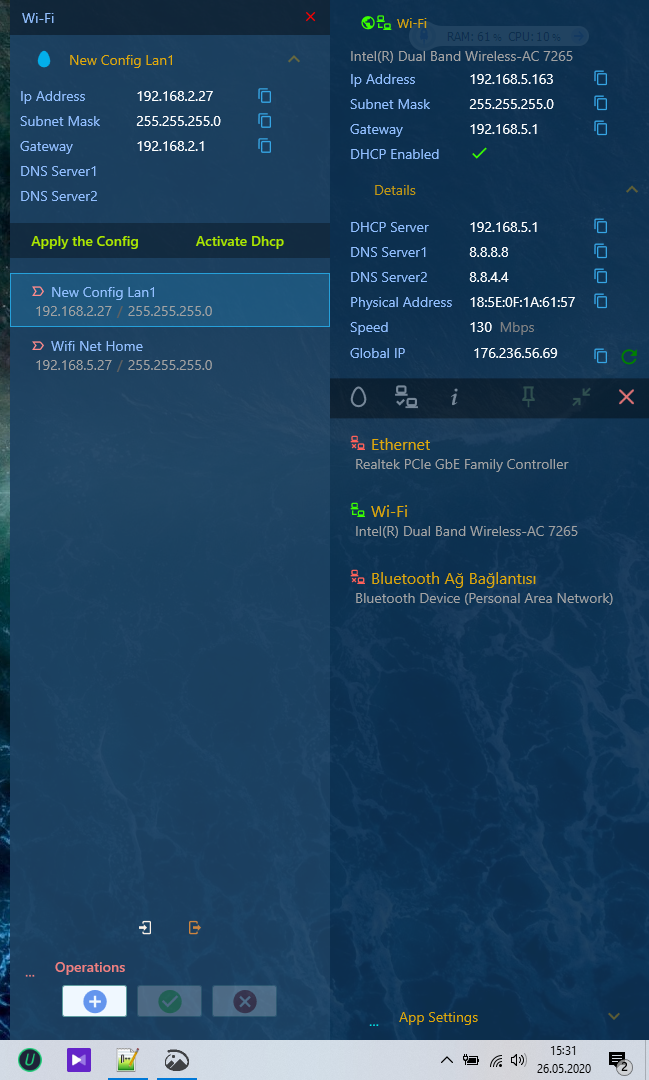 Wi-Fi
New Config Lan1
Ip Address 192.168.2.27
Subnet Mask 255.255.255.0
Gateway 192.168.2.1
DNS Server1
DNS Server2
Apply the Config Activate Dhcp
New Config Lan1
192.168.2.27 / 255.255.255.0
Wifi Net Home
192.168.5.27 / 255.255.255.0
... Operations
Wi-Fi
RAM: 61% CPU: 10%
Intel(R) Dual Band Wireless-AC 7265
Ip Address 192.168.5.163
Subnet Mask 255.255.255.0
Gateway 192.168.5.1
DHCP Enabled
Details
DHCP Server 192.168.5.1
DNS Server1 8.8.8.8
DNS Server2 8.8.4.4
Physical Address 18:5E:0F:1A:61:57
Speed 130 Mbps
Global IP 176.236.56.69
i
Ethernet
Realtek PCIe GbE Family Controller
Wi-Fi
Intel(R) Dual Band Wireless-AC 7265
Bluetooth Ağ Bağlantısı
Bluetooth Device (Personal Area Network)
... App Settings
U
15:31
26.05.2020
2